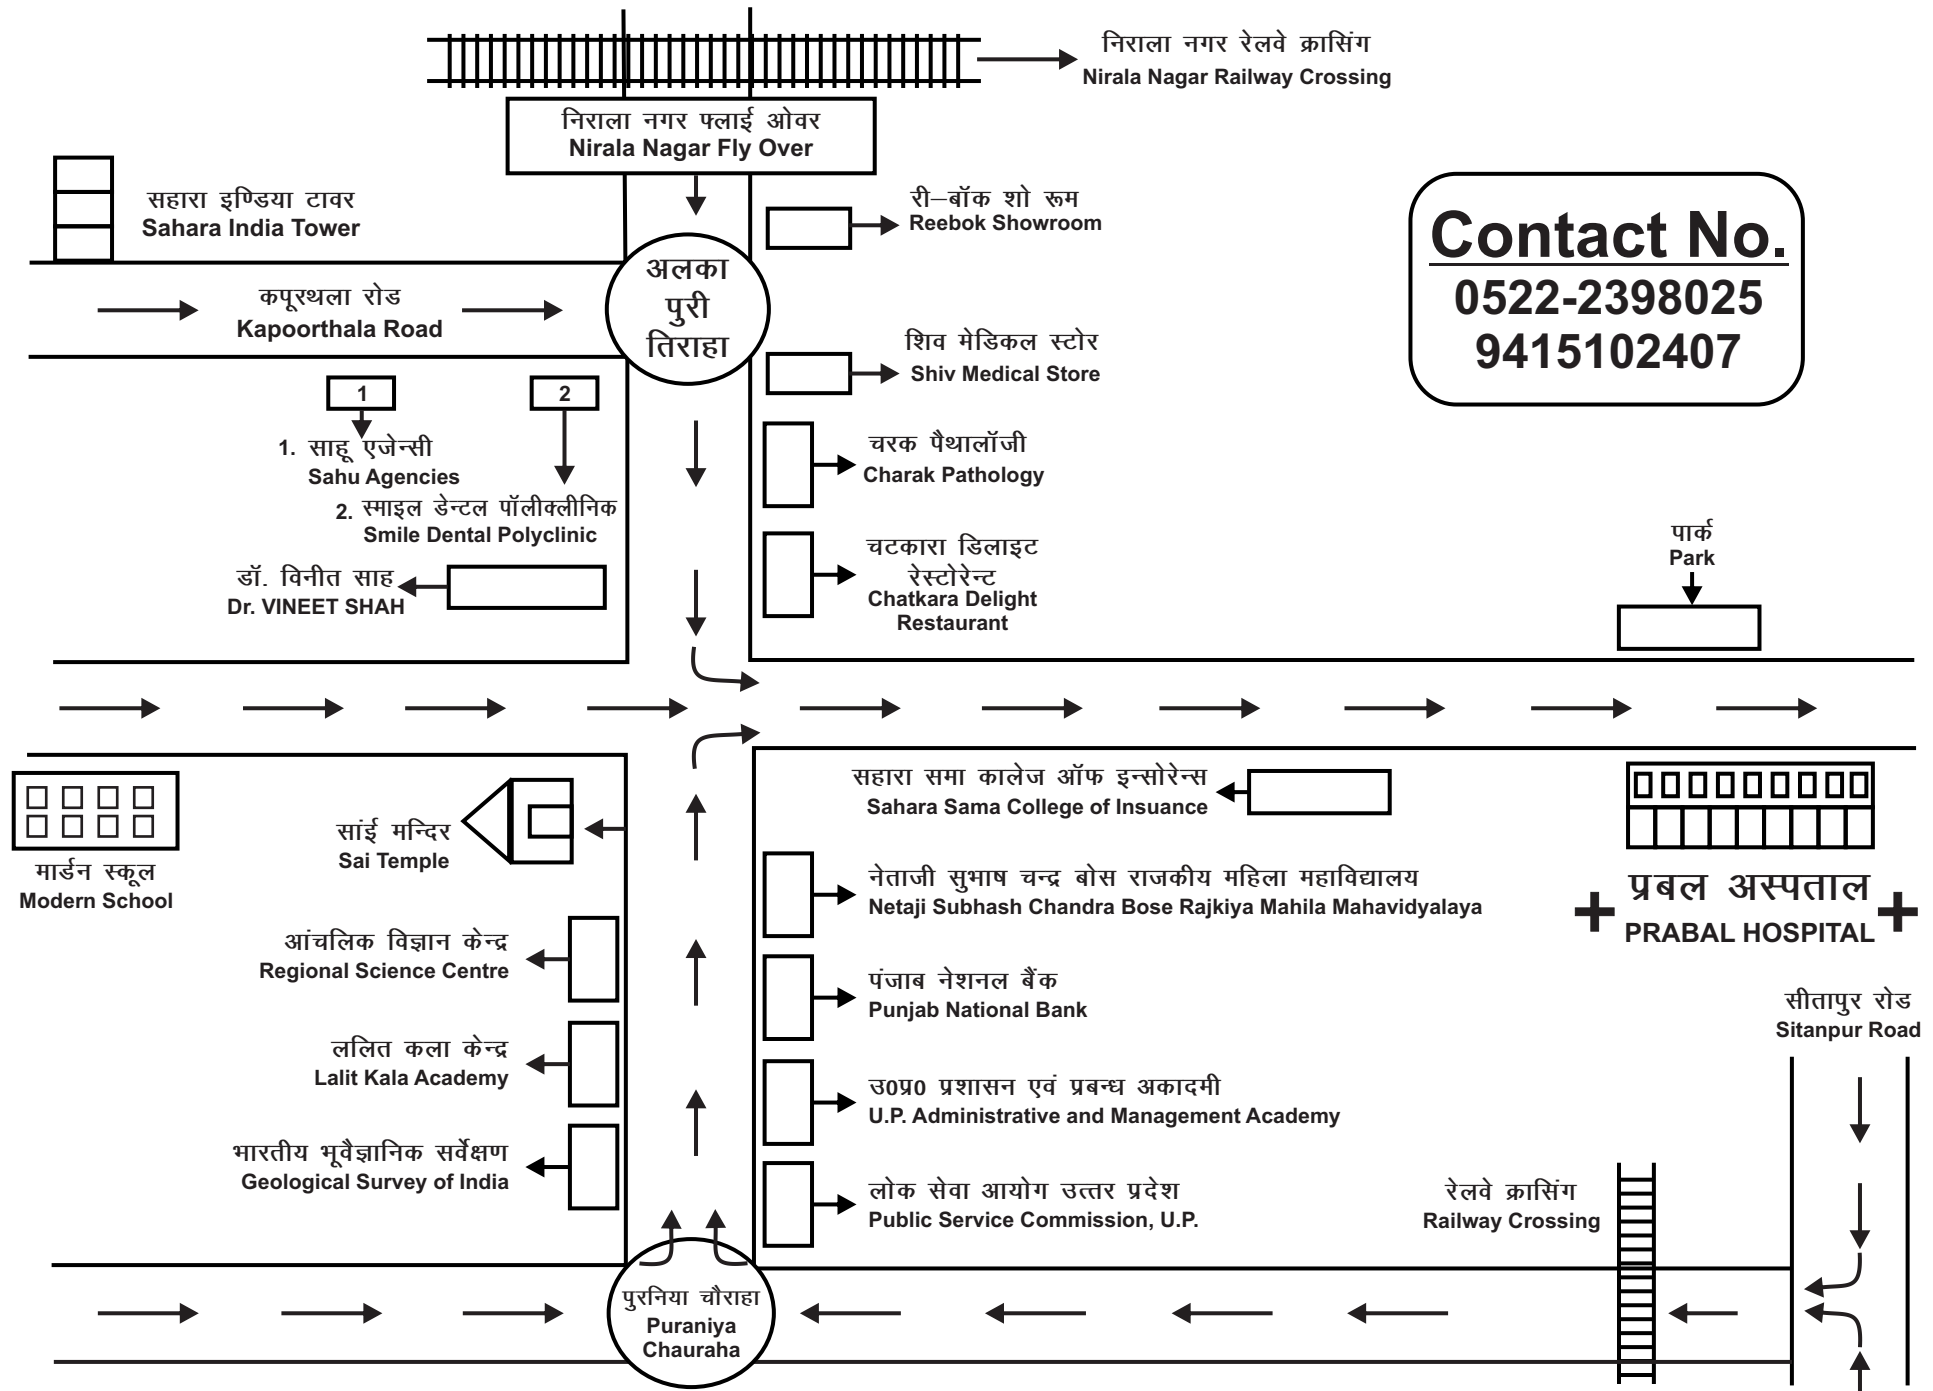 निराला नगर रेलवे क्रासिंग
Nirala Nagar Railway Crossing
निराला नगर फ्लाई ओवर
Nirala Nagar Fly Over
सहारा इण्डिया टावर
Sahara India Tower
री–बॉक शो रूम
Reebok Showroom
Contact No.
0522-2398025
9415102407
कपूरथला रोड
Kapoorthala Road
अलका
पुरी
तिराहा
शिव मेडिकल स्टोर
Shiv Medical Store
1
2
1. साहू एजेन्सी
Sahu Agencies
2. स्माइल डेन्टल पॉलीक्लीनिक
Smile Dental Polyclinic
चरक पैथालॉजी
Charak Pathology
डॉ. विनीत साह
Dr. VINEET SHAH
चटकारा डिलाइट
रेस्टोरेन्ट
Chatkara Delight
Restaurant
पार्क
Park
मार्डन स्कूल
Modern School
सांई मन्दिर
Sai Temple
सहारा समा कालेज ऑफ इन्सोरेन्स
Sahara Sama College of Insuance
नेताजी सुभाष चन्द्र बोस राजकीय महिला महाविद्यालय
Netaji Subhash Chandra Bose Rajkiya Mahila Mahavidyalaya
प्रबल अस्पताल
PRABAL HOSPITAL
आंचलिक विज्ञान केन्द्र
Regional Science Centre
पंजाब नेशनल बैंक
Punjab National Bank
सीतापुर रोड
Sitanpur Road
ललित कला केन्द्र
Lalit Kala Academy
उ0प्र0 प्रशासन एवं प्रबन्ध अकादमी
U.P. Administrative and Management Academy
भारतीय भूवैज्ञानिक सर्वेक्षण
Geological Survey of India
लोक सेवा आयोग उत्तर प्रदेश
Public Service Commission, U.P.
रेलवे क्रासिंग
Railway Crossing
पुरनिया चौराहा
Puraniya
Chauraha